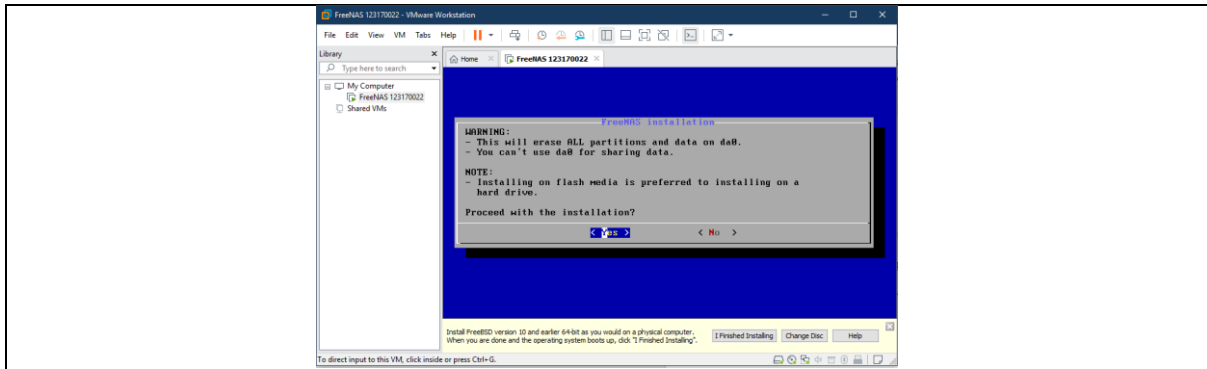 FreeNAS 123170022 - VMware Workstation
File Edit View VM Tabs Help
Library
Type here to search
My Computer
FreeNAS 123170022
Shared VMs
Home
FreeNAS 123170022
FreeNAS installation
WARNING:
- This will erase ALL partitions and data on da0.
- You can't use da0 for sharing data.
NOTE:
- Installing on flash media is preferred to installing on a
hard drive.
Proceed with the installation?
< Yes > < No >
Install FreeBSD version 10 and earlier 64-bit as you would on a physical computer.
When you are done and the operating system boots up, click "I Finished Installing".
I Finished Installing Change Disc Help
To direct input to this VM, click inside or press Ctrl+G.